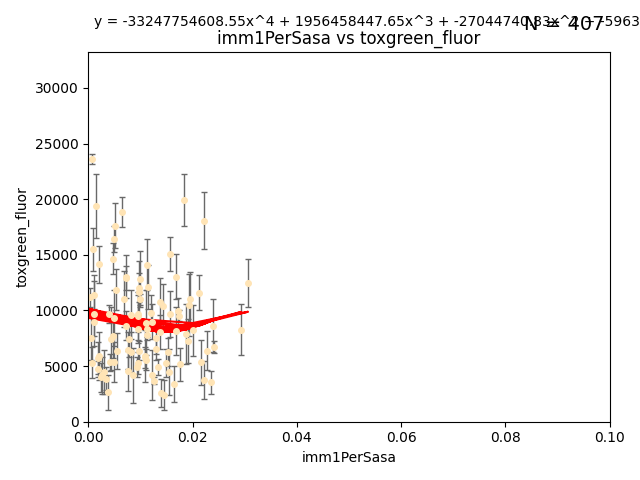 y = -33247754608.55x^4 + 1956458447.65x^3 +
N = 407
imm1PerSasa vs toxgreen_fluor
30000
25000
20000
15000
10000
5000
0
toxgreen_fluor
0.00 0.02 0.04 0.06 0.08 0.10
imm1PerSasa